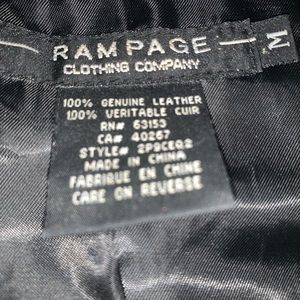 RAMPAGE
CLOTHING COMPANY
M
100% GENUINE LEATHER
100% VERITABLE CUIR
RN# 63153
CA# 40267
STYLE# 2P9CEQ2
MADE IN CHINA
FABRIQUE EN CHINE
CARE ON REVERSE